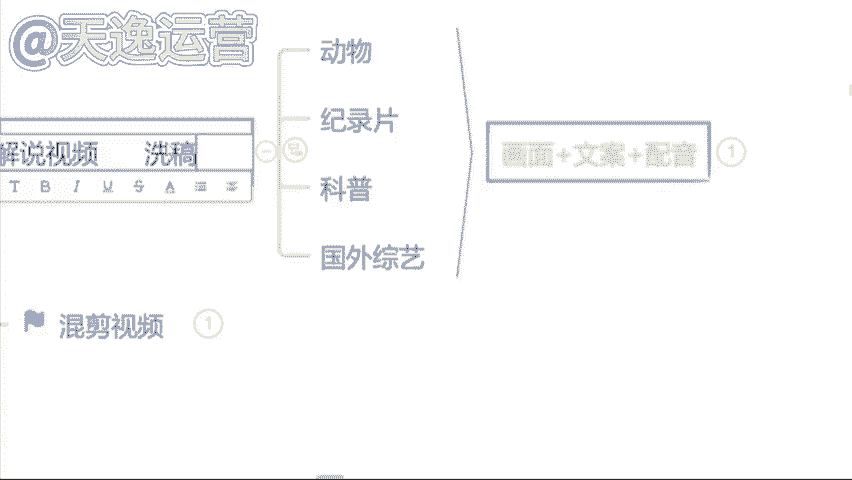 @天逸运营
动物
纪录片
解说视频 洗稿
画面+文案+配音 1
T B I U S A
科普
国外综艺
混剪视频 1